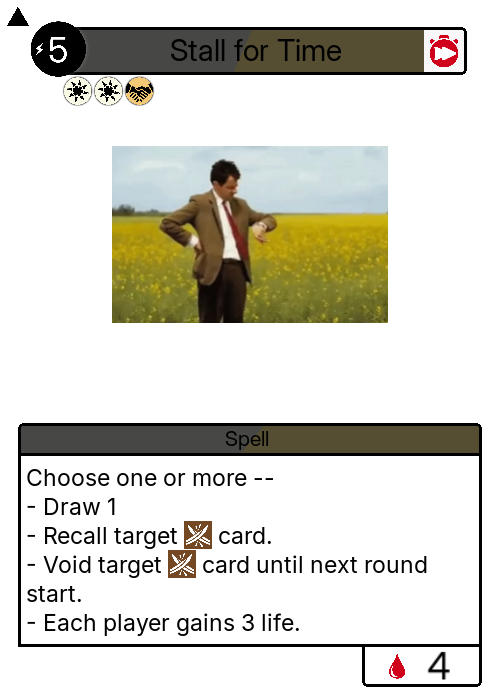 5
Stall for Time
Spell
Choose one or more --
- Draw 1
- Recall target card.
- Void target card until next round
start.
- Each player gains 3 life.
4